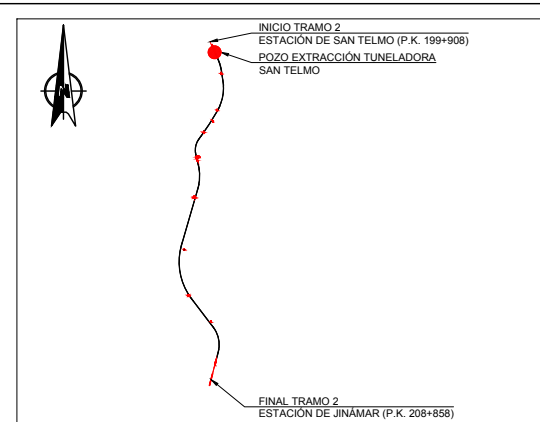 INICIO TRAMO 2
ESTACIÓN DE SAN TELMO (P.K. 199+908)
POZO EXTRACCIÓN TUNELADORA
SAN TELMO
N
FINAL TRAMO 2
ESTACIÓN DE JINÁMAR (P.K. 208+858)